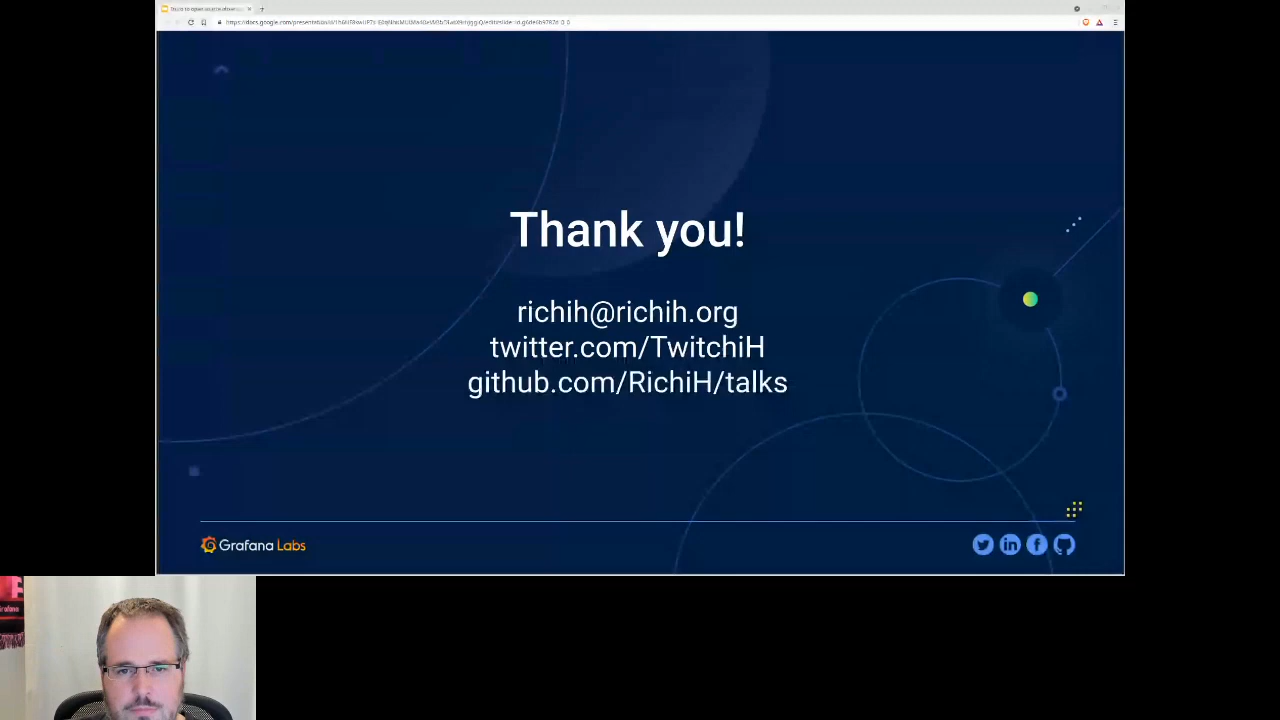 Thank you!
richih@richih.org
twitter.com/TwitchiH
github.com/RichiH/talks
Grafana Labs